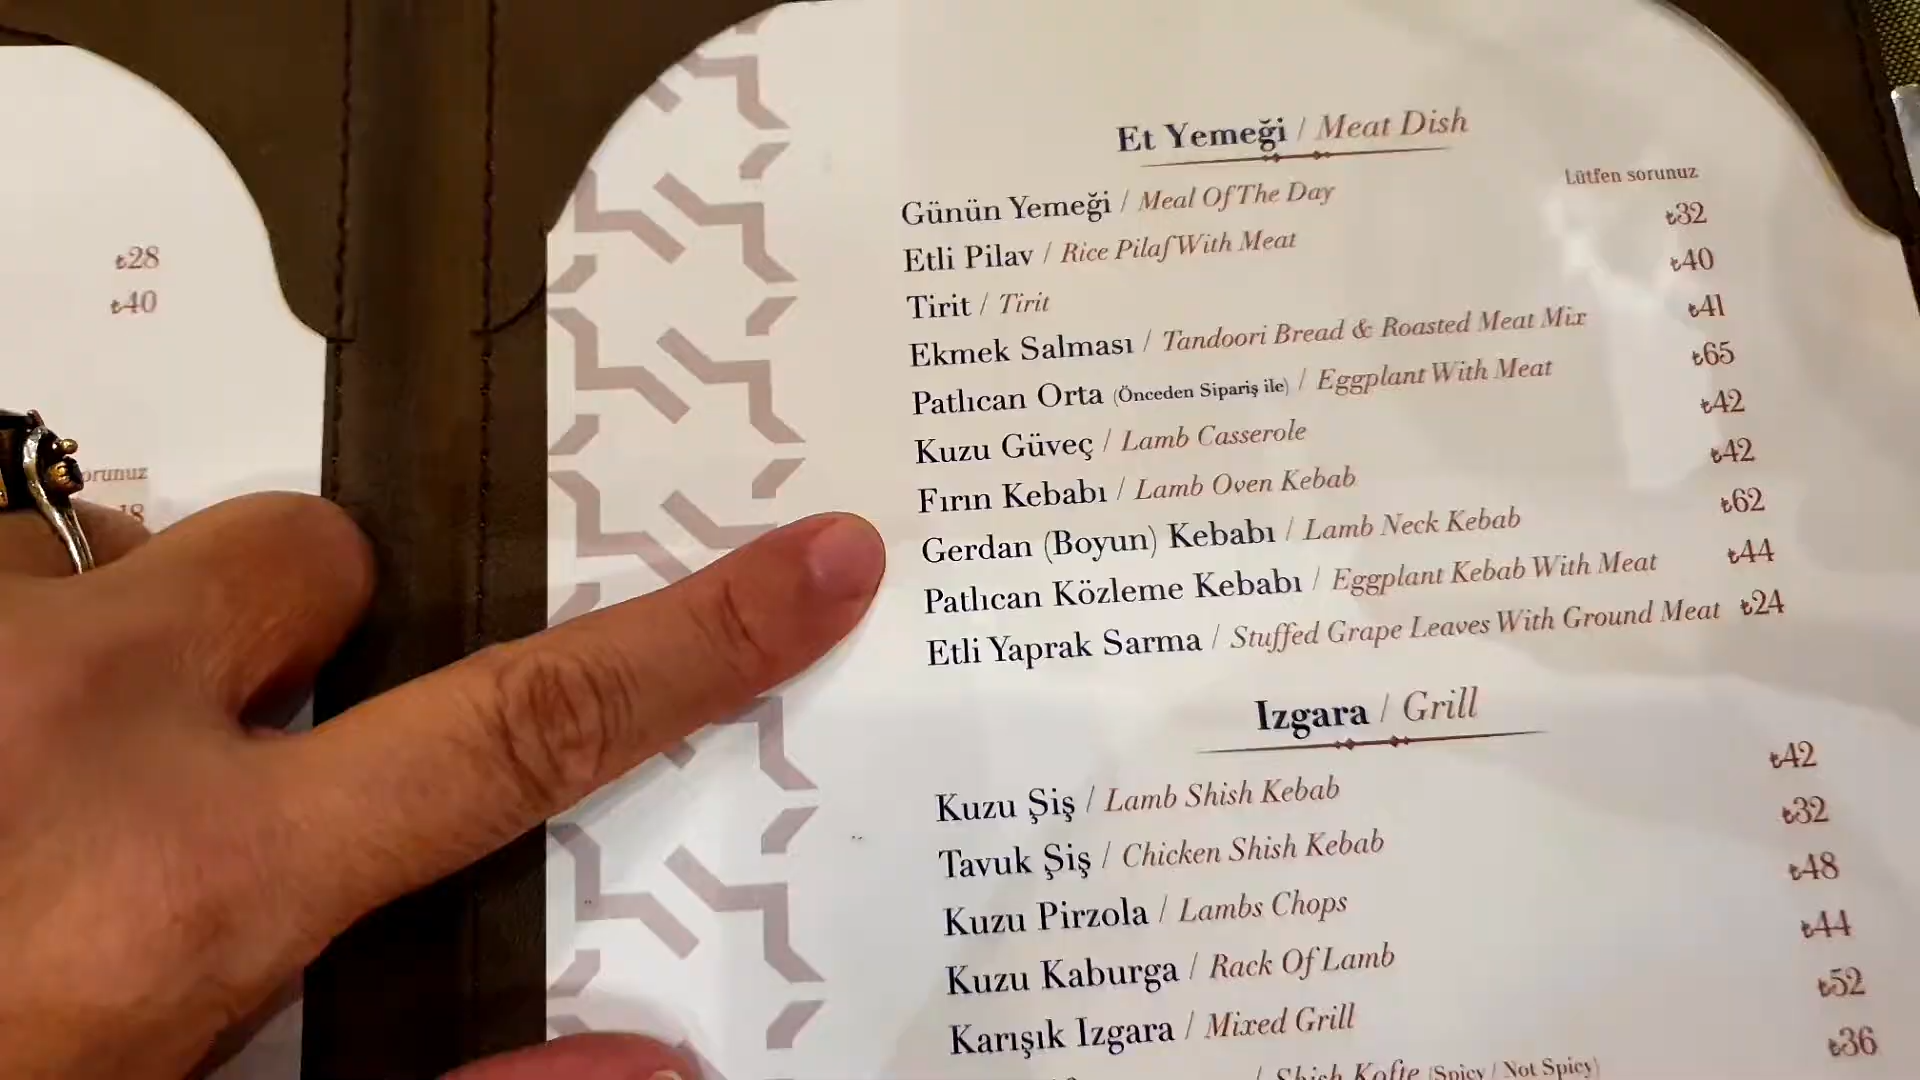 ₺28
₺40
orunuz
18
Et Yemeği / Meat Dish
Günün Yemeği / Meal Of The Day Lütfen sorunuz
Etli Pilav / Rice Pilaf With Meat ₺32
Tirit / Tirit ₺40
Ekmek Salması / Tandoori Bread & Roasted Meat Mix ₺41
Patlıcan Orta (Önceden Sipariş ile) / Eggplant With Meat ₺65
Kuzu Güveç / Lamb Casserole ₺42
Fırın Kebabı / Lamb Oven Kebab ₺42
Gerdan (Boyun) Kebabı / Lamb Neck Kebab ₺62
Patlıcan Közleme Kebabı / Eggplant Kebab With Meat ₺44
Etli Yaprak Sarma / Stuffed Grape Leaves With Ground Meat ₺24
Izgara / Grill
Kuzu Şiş / Lamb Shish Kebab ₺42
Tavuk Şiş / Chicken Shish Kebab ₺32
Kuzu Pirzola / Lambs Chops ₺48
Kuzu Kaburga / Rack Of Lamb ₺44
Karışık Izgara / Mixed Grill ₺52
/ Shish Kofte (Spicy / Not Spicy) ₺36